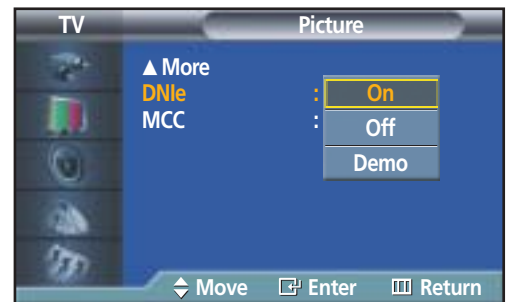 TV Picture
▲ More
DNIe : On
MCC : Off
Demo
Move Enter Return